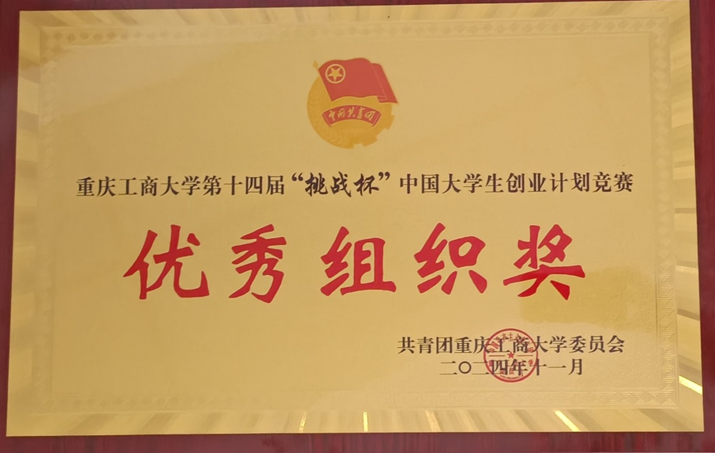 中国共青团
重庆工商大学第十四届“挑战杯”中国大学生创业计划竞赛
优秀组织奖
共青团重庆工商大学委员会
二〇二四年十一月